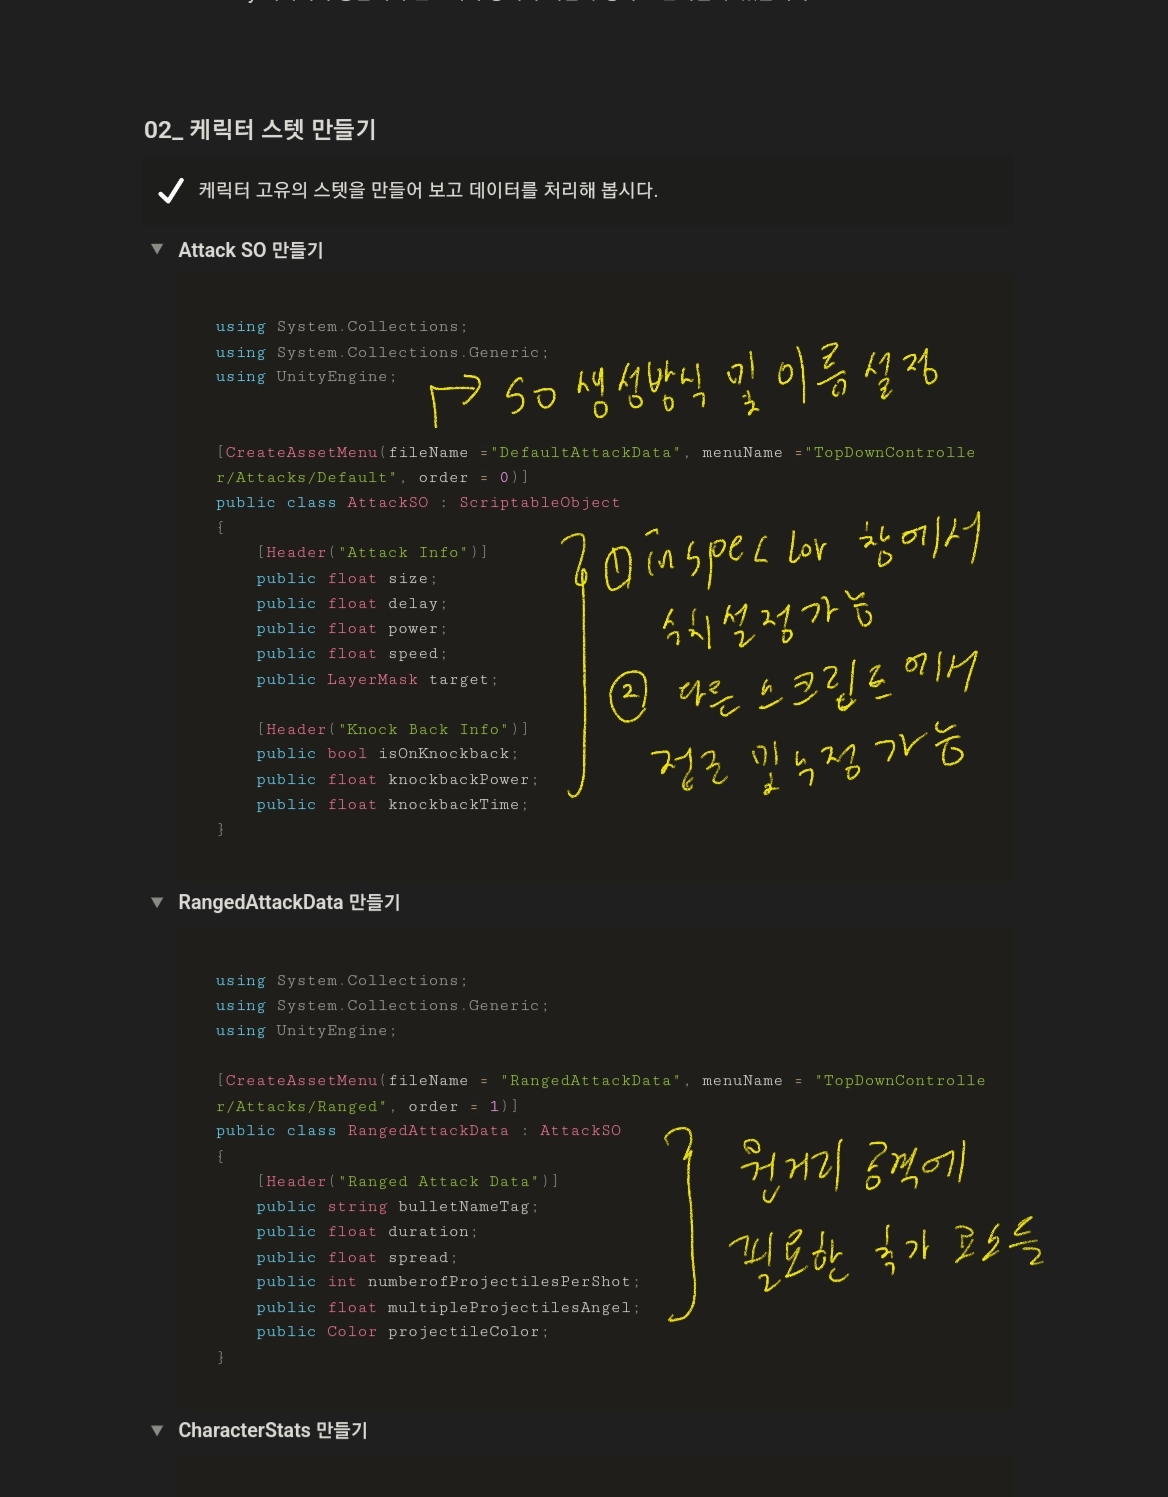 02_ 케릭터 스텟 만들기
케릭터 고유의 스텟을 만들어 보고 데이터를 처리해 봅시다.
Attack SO 만들기
using System.Collections;
using System.Collections.Generic;
using UnityEngine;
SO 생성방식 및 이름 설정
[CreateAssetMenu(fileName ="DefaultAttackData", menuName ="TopDownControlle
r/Attacks/Default", order = 0)]
public class AttackSO : ScriptableObject
{
[Header("Attack Info")]
public float size;
public float delay;
public float power;
public float speed;
public LayerMask target;
[Header("Knock Back Info")]
public bool isOnKnockback;
public float knockbackPower;
public float knockbackTime;
}
① inspector 창에서
수치설정가능
② 다른 스크립트에서
접근 및 수정 가능
RangedAttackData 만들기
using System.Collections;
using System.Collections.Generic;
using UnityEngine;
[CreateAssetMenu(fileName = "RangedAttackData", menuName = "TopDownControlle
r/Attacks/Ranged", order = 1)]
public class RangedAttackData : AttackSO
{
[Header("Ranged Attack Data")]
public string bulletNameTag;
public float duration;
public float spread;
public int numberofProjectilesPerShot;
public float multipleProjectilesAngel;
public Color projectileColor;
}
원거리 공격에
필요한 추가 요소들
CharacterStats 만들기